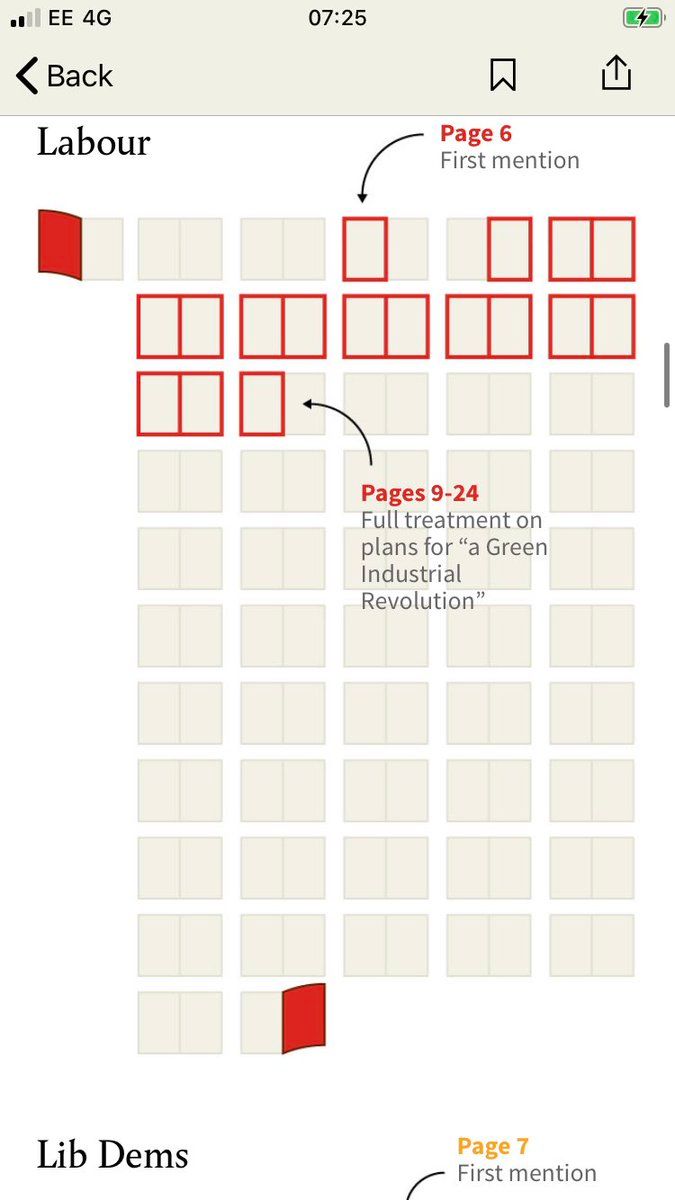 EE 4G
07:25
Back
Labour
Page 6
First mention
Pages 9-24
Full treatment on
plans for “a Green
Industrial
Revolution”
Lib Dems
Page 7
First mention